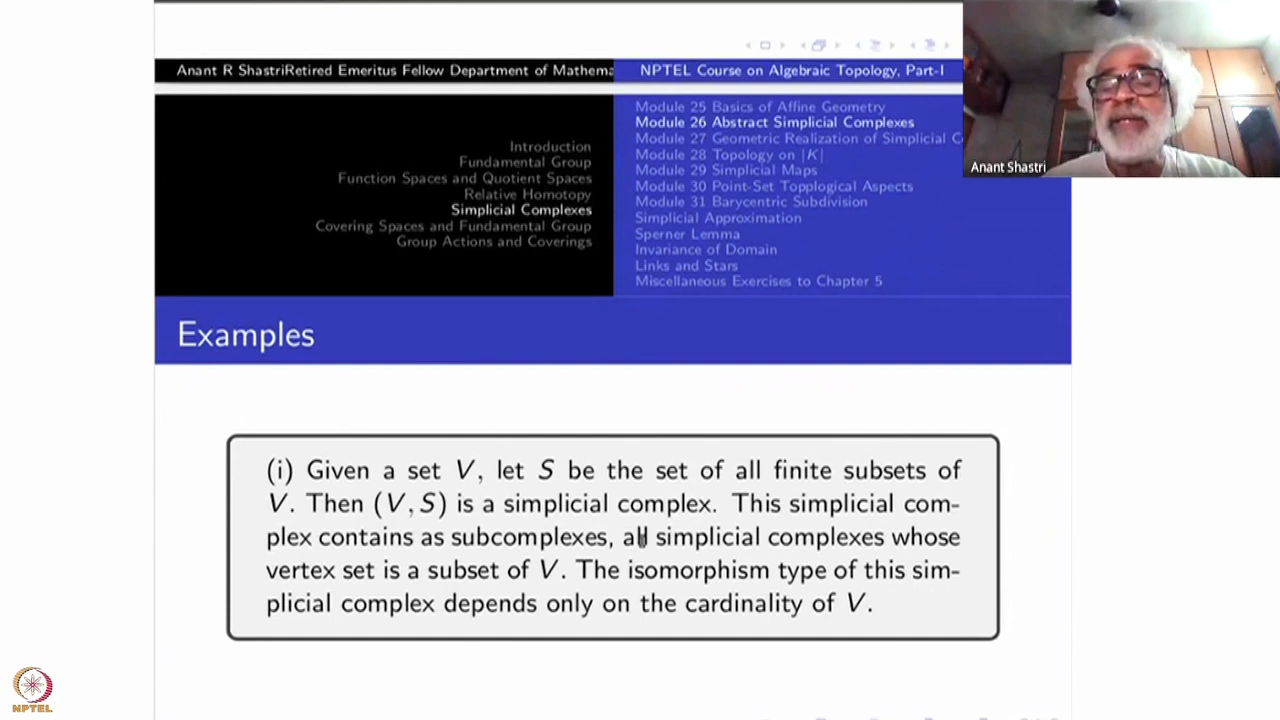 Anant R ShastriRetired Emeritus Fellow Department of Mathema
NPTEL Course on Algebraic Topology, Part-I
Introduction
Fundamental Group
Function Spaces and Quotient Spaces
Relative Homotopy
Simplicial Complexes
Covering Spaces and Fundamental Group
Group Actions and Coverings
Module 25 Basics of Affine Geometry
Module 26 Abstract Simplicial Complexes
Module 27 Geometric Realization of Simplicial C
Module 28 Topology on |K|
Module 29 Simplicial Maps
Module 30 Point-Set Topplogical Aspects
Module 31 Barycentric Subdivision
Simplicial Approximation
Sperner Lemma
Invariance of Domain
Links and Stars
Miscellaneous Exercises to Chapter 5
Anant Shastri
Examples
(i) Given a set V, let S be the set of all finite subsets of
V. Then (V, S) is a simplicial complex. This simplicial com-
plex contains as subcomplexes, all simplicial complexes whose
vertex set is a subset of V. The isomorphism type of this sim-
plicial complex depends only on the cardinality of V.
NPTEL